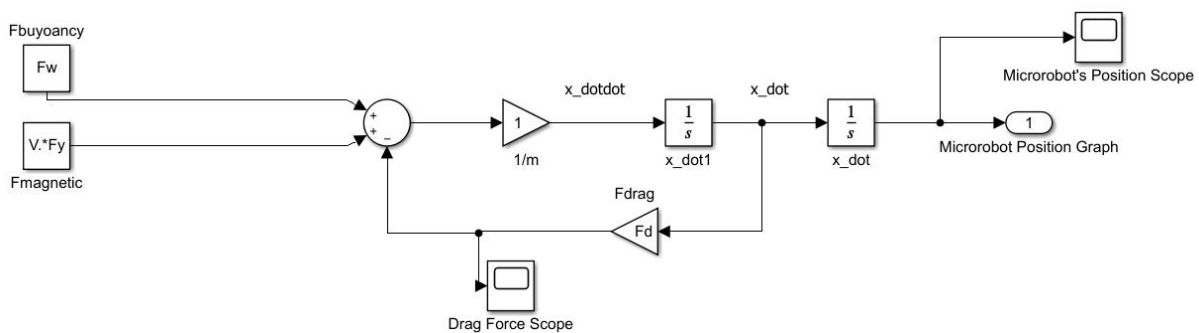 Fbuyoancy
Fw
V.*Fy
Fmagnetic
+
+
−
1
1/m
x_dotdot
1
s
x_dot1
x_dot
1
s
x_dot
Microrobot's Position Scope
1
Microrobot Position Graph
Fdrag
Fd
Drag Force Scope